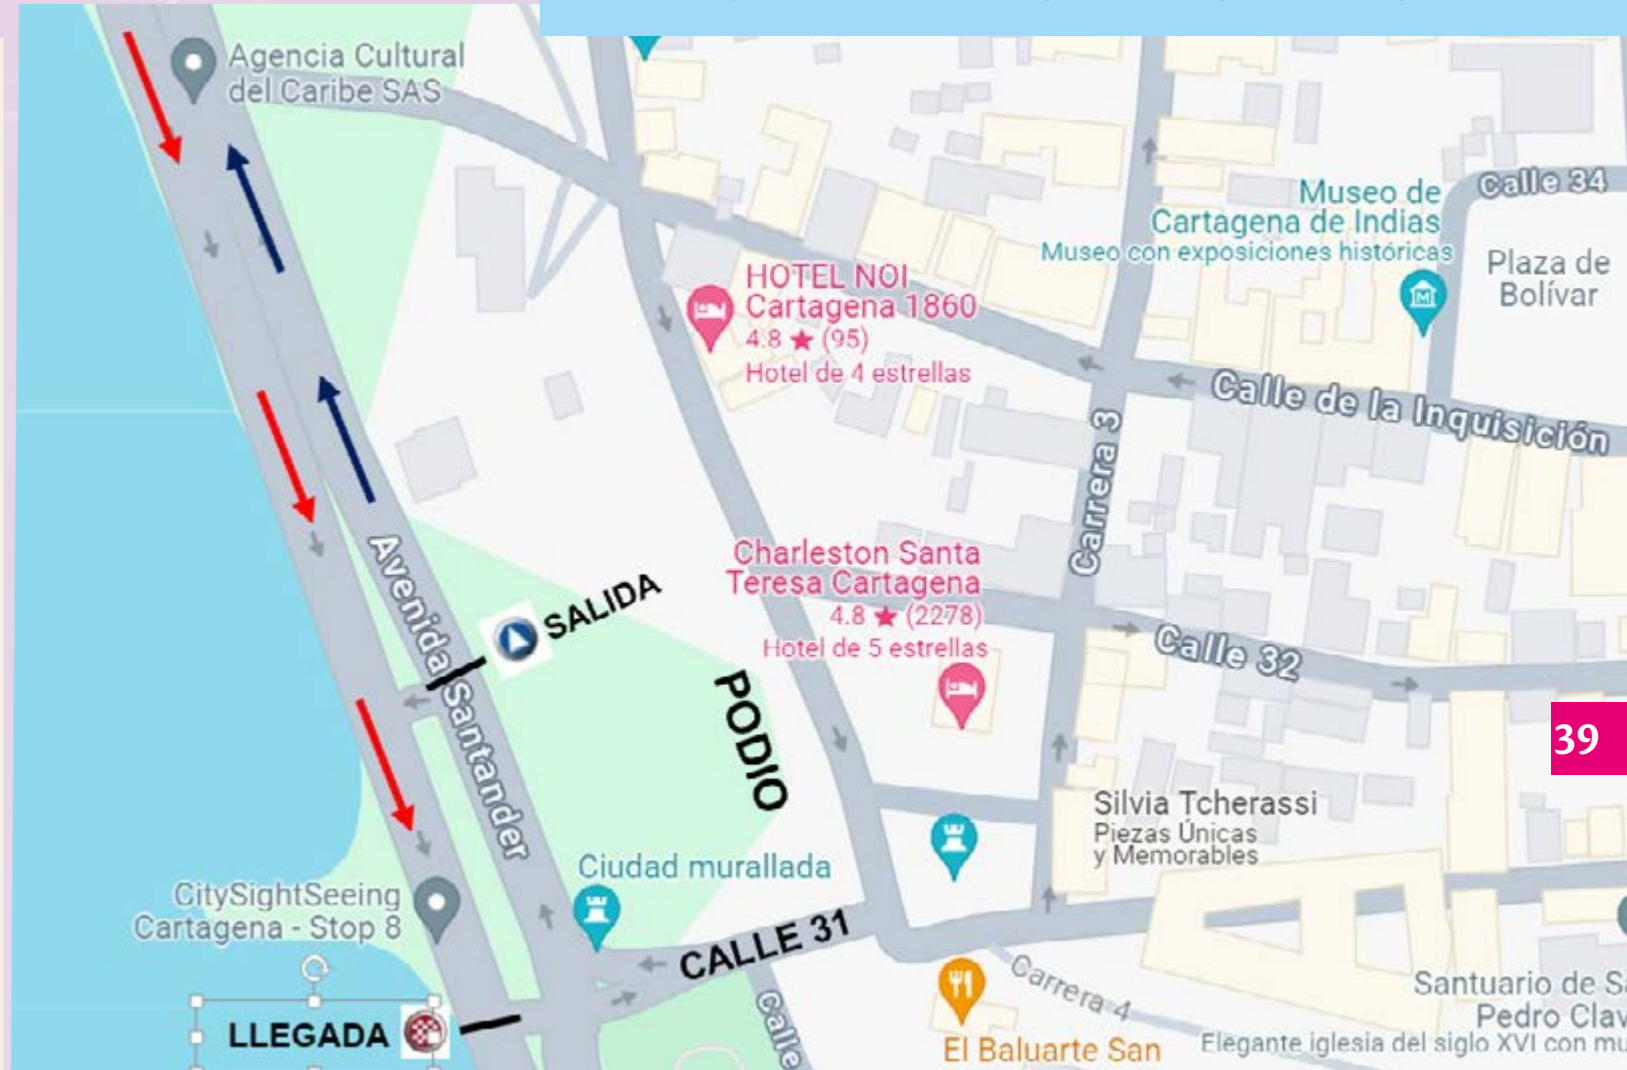 Agencia Cultural
del Caribe SAS
Calle 34
Museo de
Cartagena de Indias
Museo con exposiciones históricas
Plaza de
Bolívar
HOTEL NOI
Cartagena 1860
4.8 ★ (95)
Hotel de 4 estrellas
Calle de la Inquisición
Carrera 3
Charleston Santa
Teresa Cartagena
4.8 ★ (2278)
Hotel de 5 estrellas
Avenida Santander
SALIDA
Calle 32
PODIO
39
Silvia Tcherassi
Piezas Únicas
y Memorables
Ciudad murallada
CitySightSeeing
Cartagena - Stop 8
CALLE 31
Carrera 4
Calle
LLEGADA
El Baluarte San
Santuario de Sa
Pedro Clav
Elegante iglesia del siglo XVI con mu